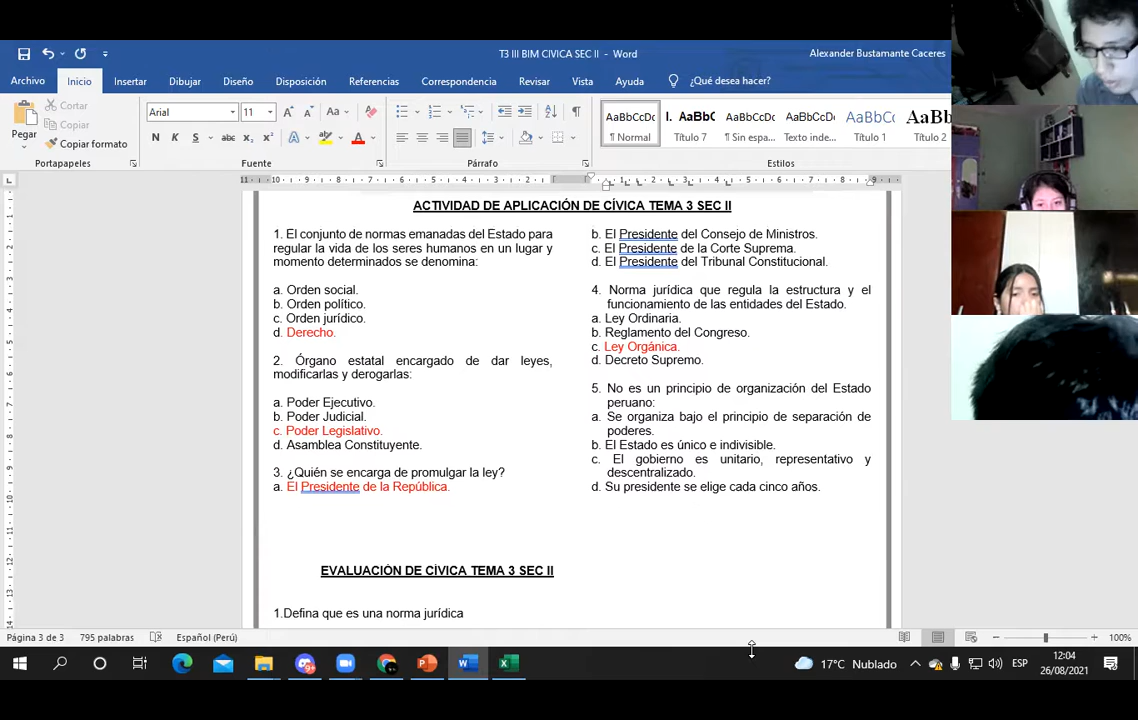 T3 III BIM CIVICA SEC II - Word
Alexander Bustamante Caceres
Archivo Inicio Insertar Dibujar Diseño Disposición Referencias Correspondencia Revisar Vista Ayuda ¿Qué desea hacer?
Pegar
Cortar
Copiar
Copiar formato
Portapapeles
Arial 11
N K S abc x₂ x²
Fuente
Párrafo
AaBbCcDc
¶ Normal
I. AaBbC
Título 7
AaBbCcDc
¶ Sin espa...
AaBbCcDc
Texto inde...
AaBbCcD
Título 1
AaBb
Título 2
Estilos
ACTIVIDAD DE APLICACIÓN DE CÍVICA TEMA 3 SEC II
1. El conjunto de normas emanadas del Estado para
regular la vida de los seres humanos en un lugar y
momento determinados se denomina:
a. Orden social.
b. Orden político.
c. Orden jurídico.
d. Derecho.
2. Órgano estatal encargado de dar leyes,
modificarlas y derogarlas:
a. Poder Ejecutivo.
b. Poder Judicial.
c. Poder Legislativo.
d. Asamblea Constituyente.
3. ¿Quién se encarga de promulgar la ley?
a. El Presidente de la República.
b. El Presidente del Consejo de Ministros.
c. El Presidente de la Corte Suprema.
d. El Presidente del Tribunal Constitucional.
4. Norma jurídica que regula la estructura y el
funcionamiento de las entidades del Estado.
a. Ley Ordinaria.
b. Reglamento del Congreso.
c. Ley Orgánica.
d. Decreto Supremo.
5. No es un principio de organización del Estado
peruano:
a. Se organiza bajo el principio de separación de
poderes.
b. El Estado es único e indivisible.
c. El gobierno es unitario, representativo y
descentralizado.
d. Su presidente se elige cada cinco años.
EVALUACIÓN DE CÍVICA TEMA 3 SEC II
1.Defina que es una norma jurídica
Página 3 de 3 795 palabras Español (Perú) 100%
17°C Nublado ESP 12:04
26/08/2021